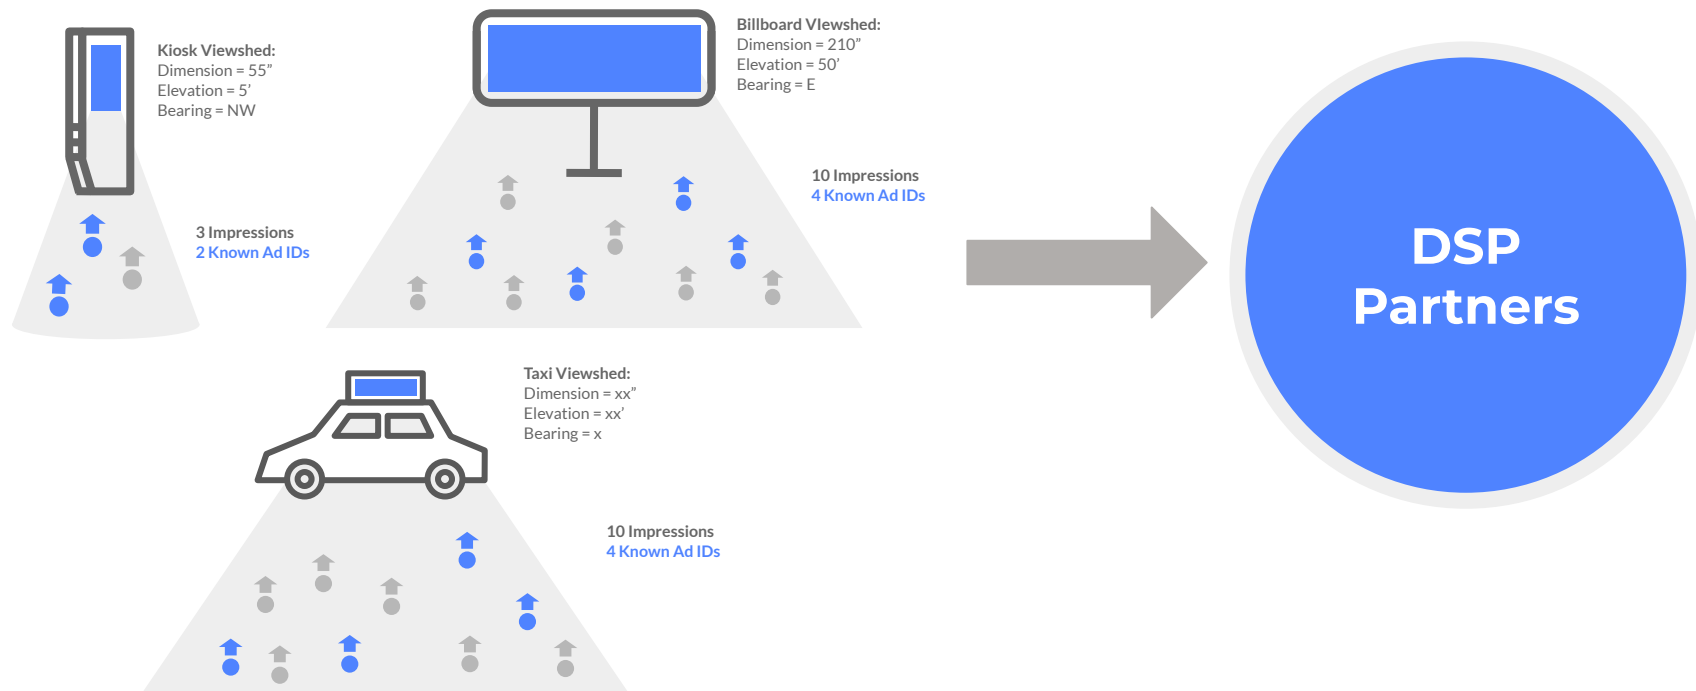 Kiosk Viewshed:
Dimension = 55”
Elevation = 5’
Bearing = NW
3 Impressions
2 Known Ad IDs
Billboard VIewshed:
Dimension = 210”
Elevation = 50’
Bearing = E
10 Impressions
4 Known Ad IDs
Taxi Viewshed:
Dimension = xx”
Elevation = xx’
Bearing = x
10 Impressions
4 Known Ad IDs
DSP
Partners